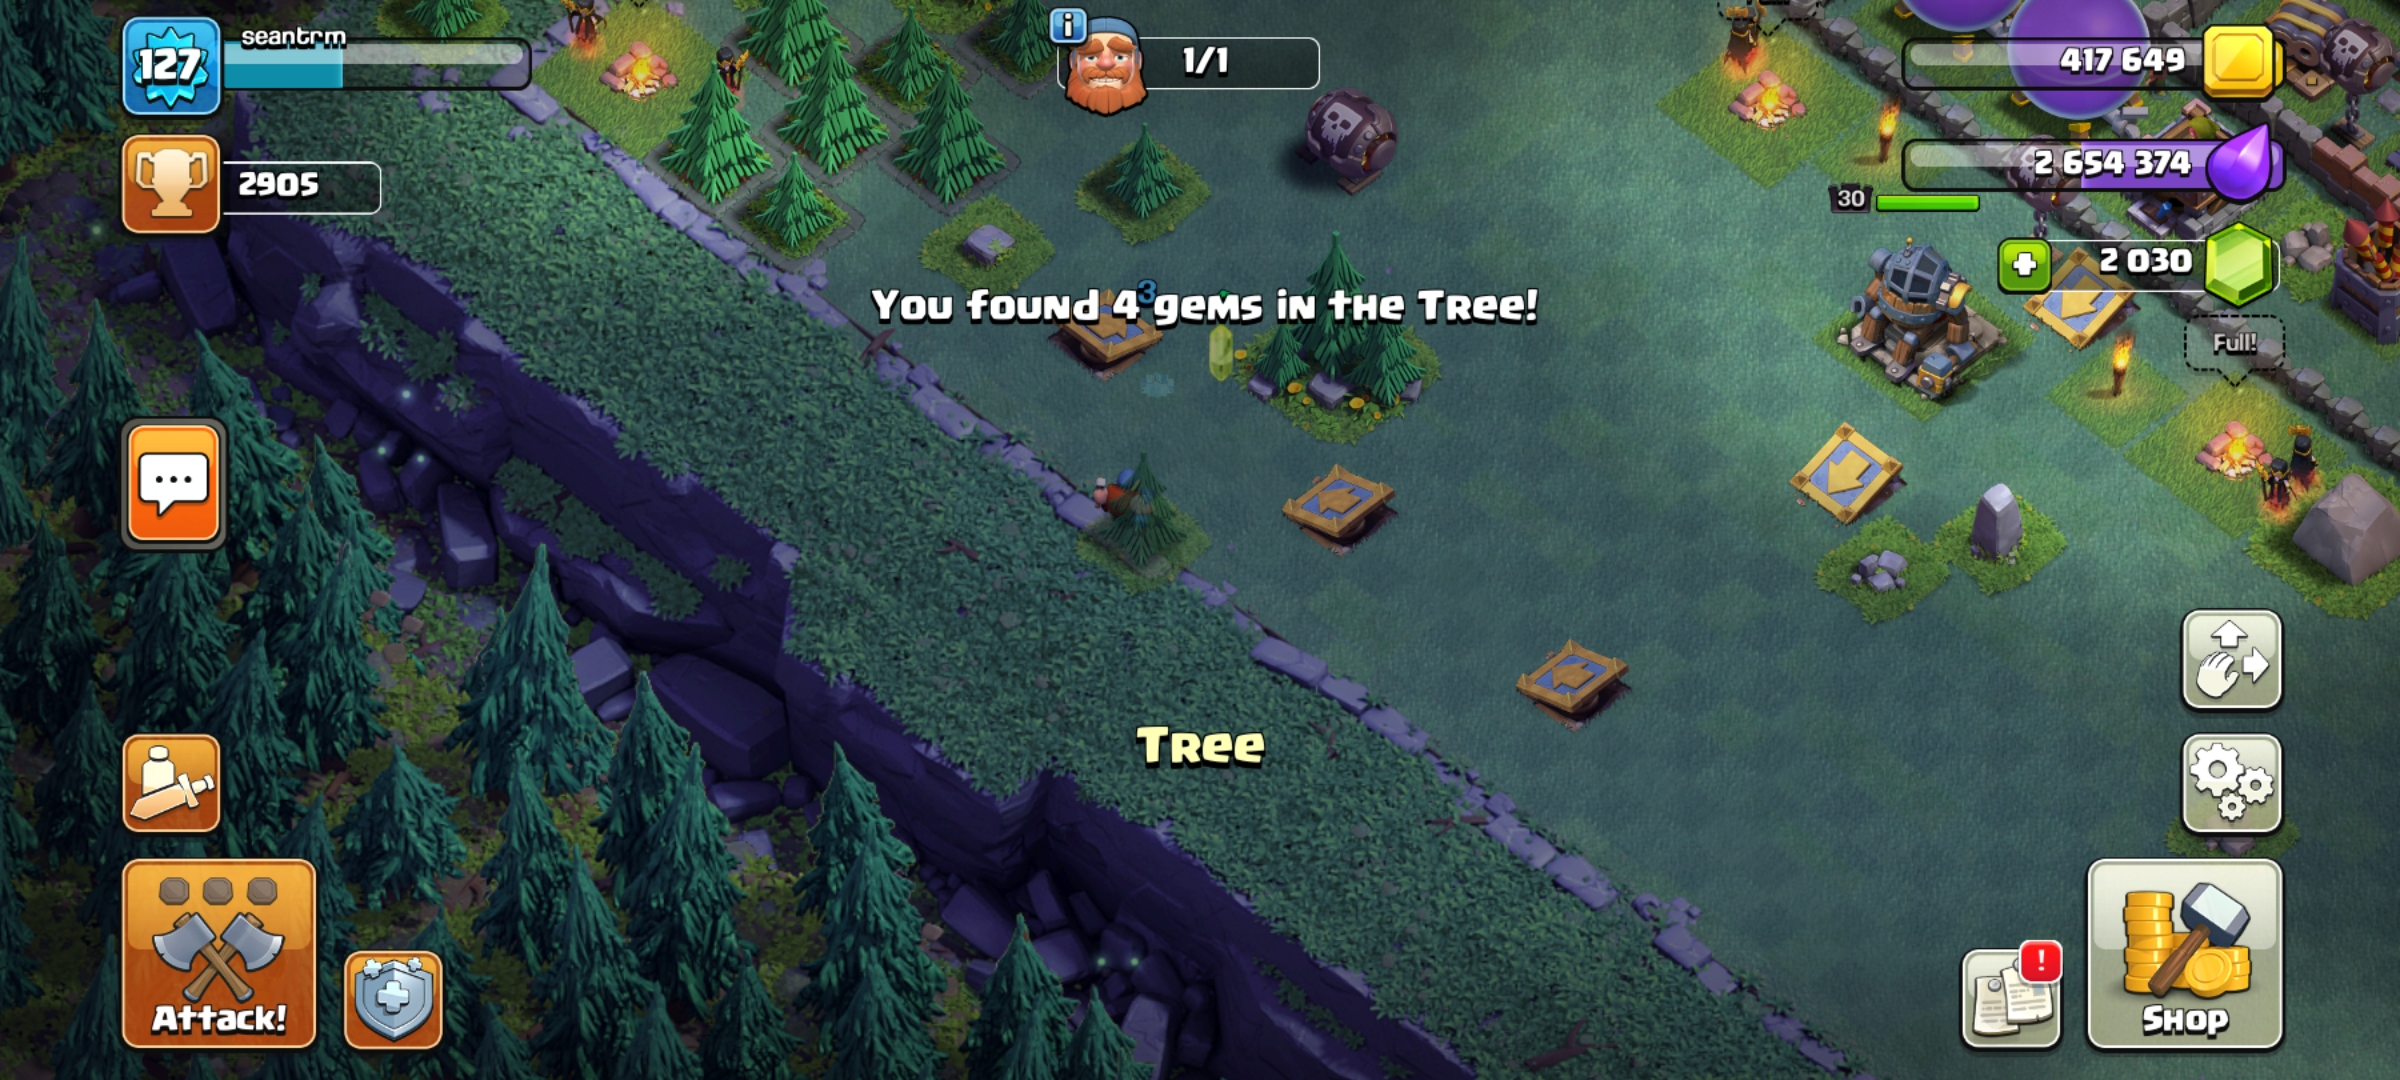 127
seantrm
1/1
417 649
2905
2 654 374
30
2 030
3
You found 4 gems in the Tree!
Full!
Tree
!
Attack!
Shop